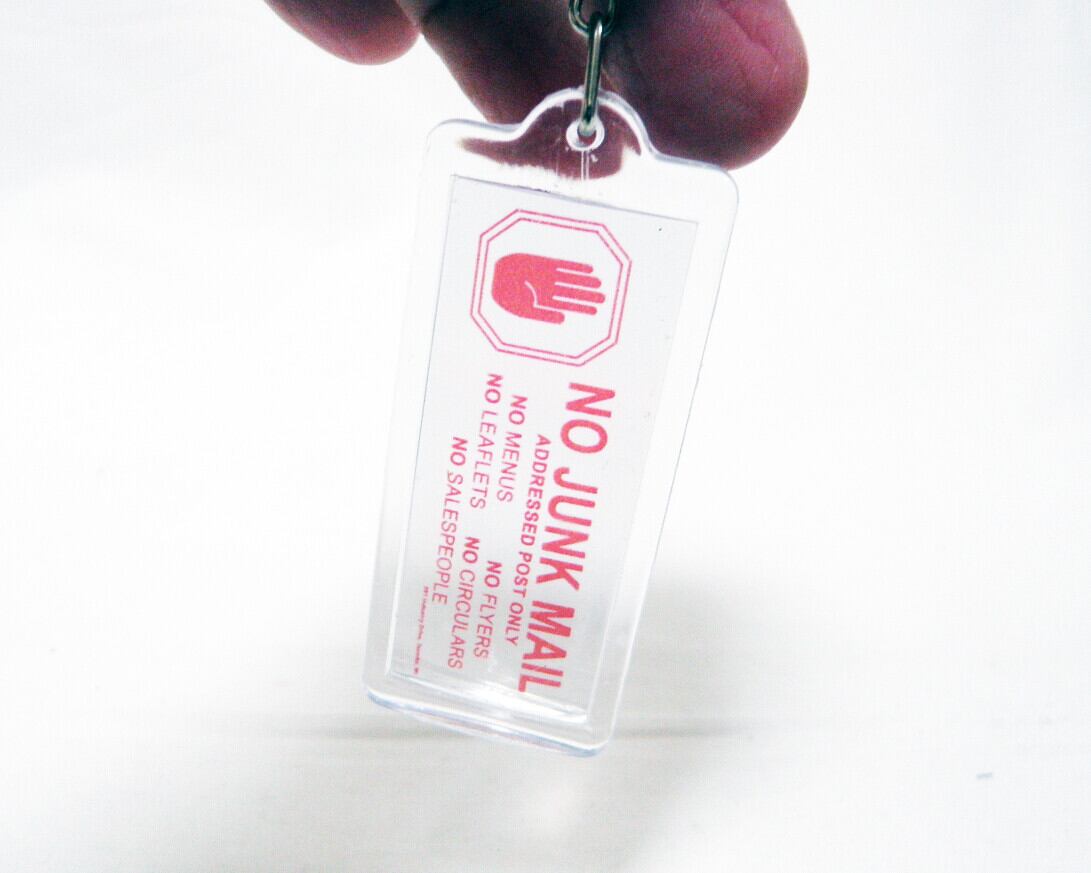 NO JUNK MAIL
ADDRESSED POST ONLY
NO MENUS NO FLYERS
NO LEAFLETS NO CIRCULARS
NO SALESPEOPLE